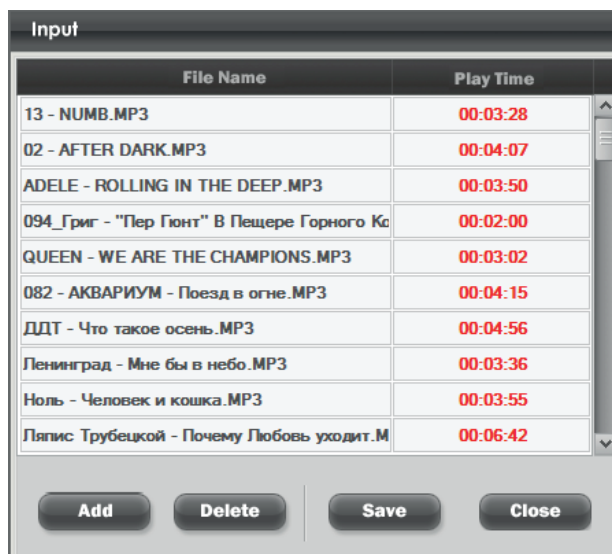 Input
File Name Play Time
13 - NUMB.MP3 00:03:28
02 - AFTER DARK.MP3 00:04:07
ADELE - ROLLING IN THE DEEP.MP3 00:03:50
094_Григ - "Пер Гюнт" В Пещере Горного Ко 00:02:00
QUEEN - WE ARE THE CHAMPIONS.MP3 00:03:02
082 - АКВАРИУМ - Поезд в огне.MP3 00:04:15
ДДТ - Что такое осень.MP3 00:04:56
Ленинград - Мне бы в небо.MP3 00:03:36
Ноль - Человек и кошка.MP3 00:03:55
Ляпис Трубецкой - Почему Любовь уходит.M 00:06:42
Add Delete Save Close